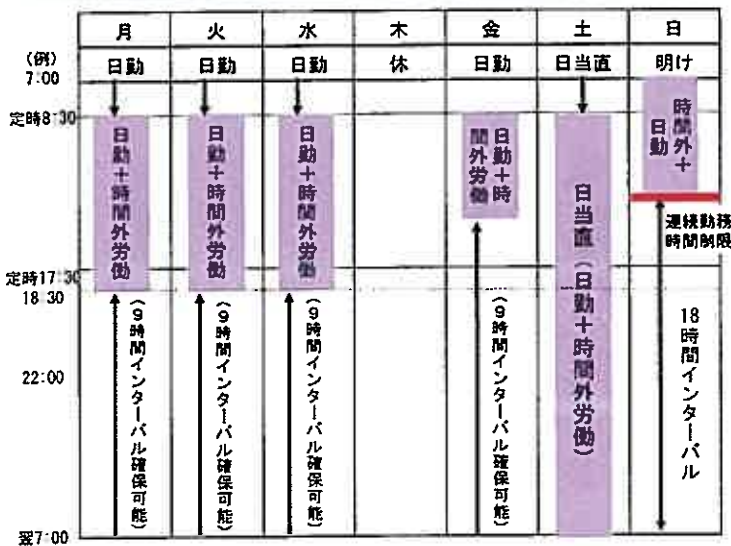 月 火 水 木 金 土 日
(例)
7:00
日勤 日勤 日勤 休 日勤 日当直 明け
定時8:30
日勤+時間外労働
日勤+時間外労働
日勤+時間外労働
日勤+時
間外労働
日当直(日勤+時間外労働)
時間外+
日勤
連続勤務
時間制限
定時17:30
18:30
22:00
翌7:00
(9時間インターバル確保可能)
(9時間インターバル確保可能)
(9時間インターバル確保可能)
(9時間インターバル確保可能)
18時間インターバル